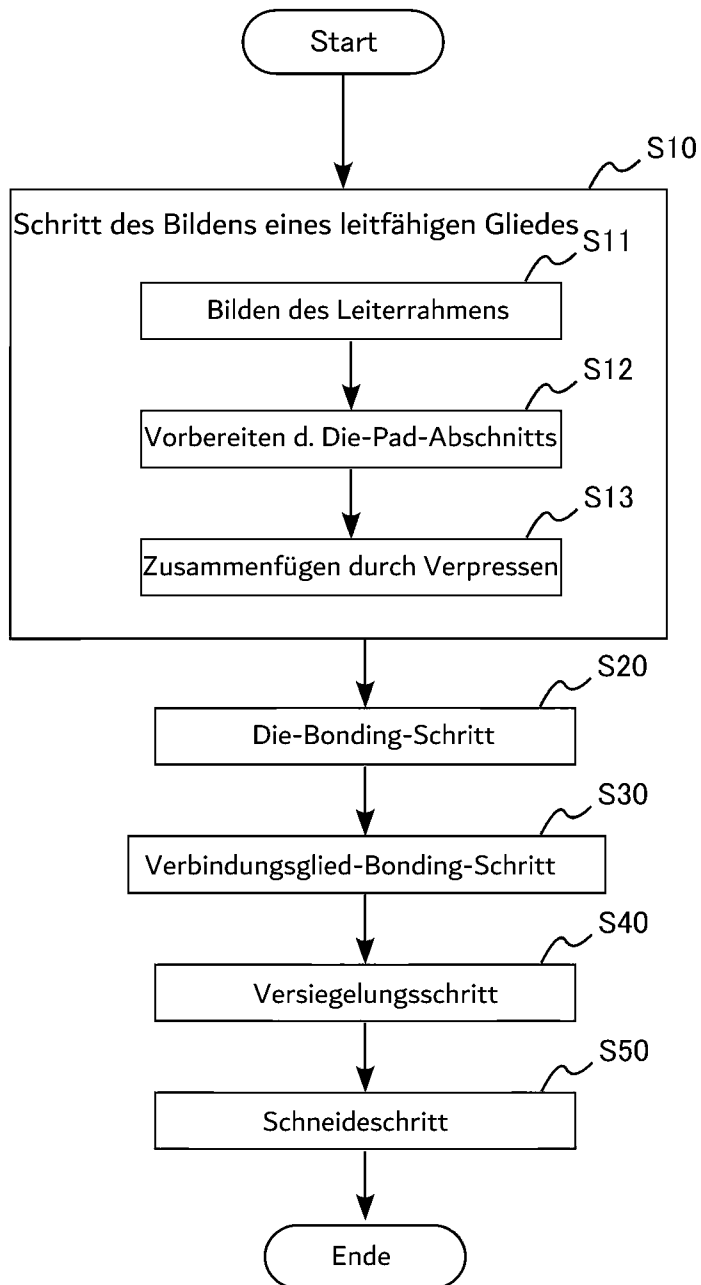 Start
S10
Schritt des Bildens eines leitfähigen Gliedes
S11
Bilden des Leiterrahmens
S12
Vorbereiten d. Die-Pad-Abschnitts
S13
Zusammenfügen durch Verpressen
S20
Die-Bonding-Schritt
S30
Verbindungsglied-Bonding-Schritt
S40
Versiegelungsschritt
S50
Schneideschritt
Ende